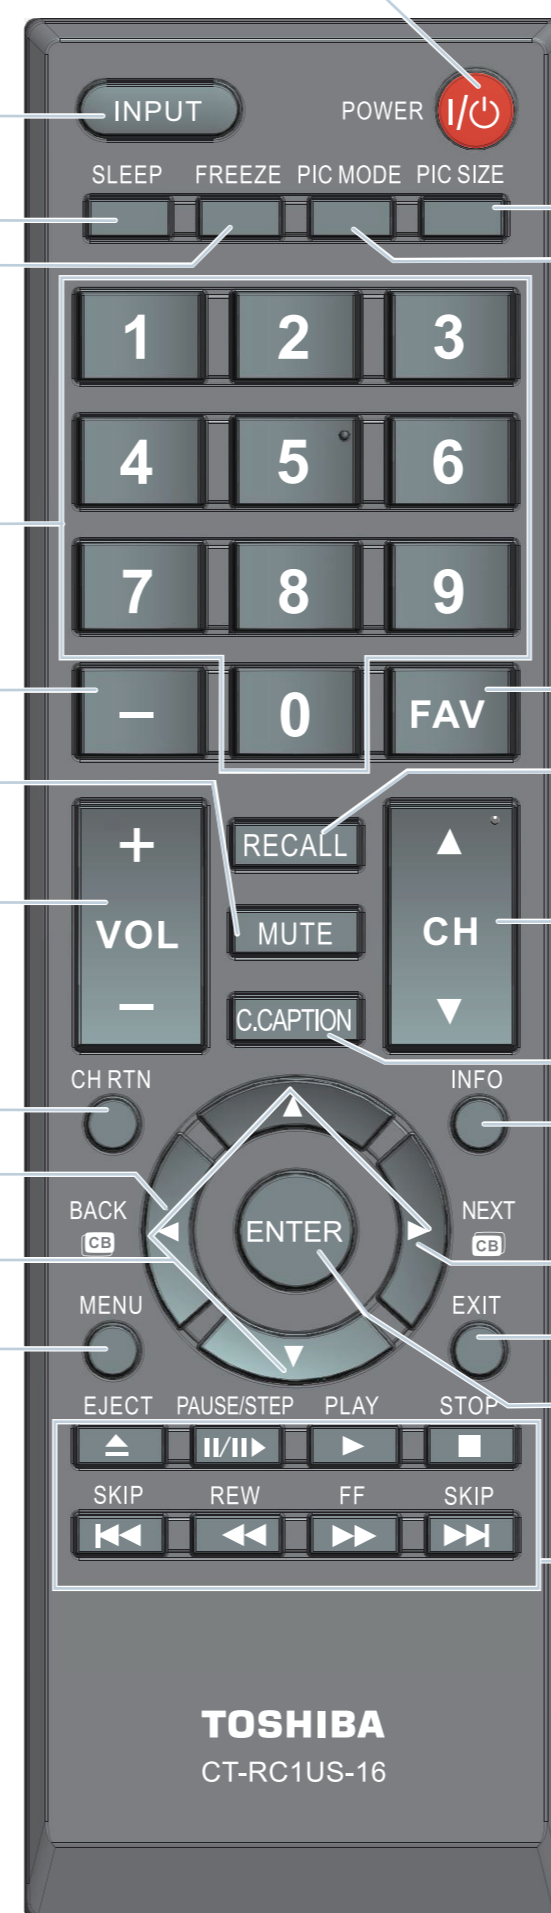 INPUT POWER I/⏻
SLEEP FREEZE PIC MODE PIC SIZE
1 2 3
4 5 6
7 8 9
– 0 FAV
+ RECALL ▲
VOL MUTE CH
– C.CAPTION ▼
CH RTN INFO
▲
BACK NEXT
CB ◀ ENTER ▶ CB
MENU EXIT
▼
EJECT PAUSE/STEP PLAY STOP
SKIP REW FF SKIP
TOSHIBA
CT-RC1US-16